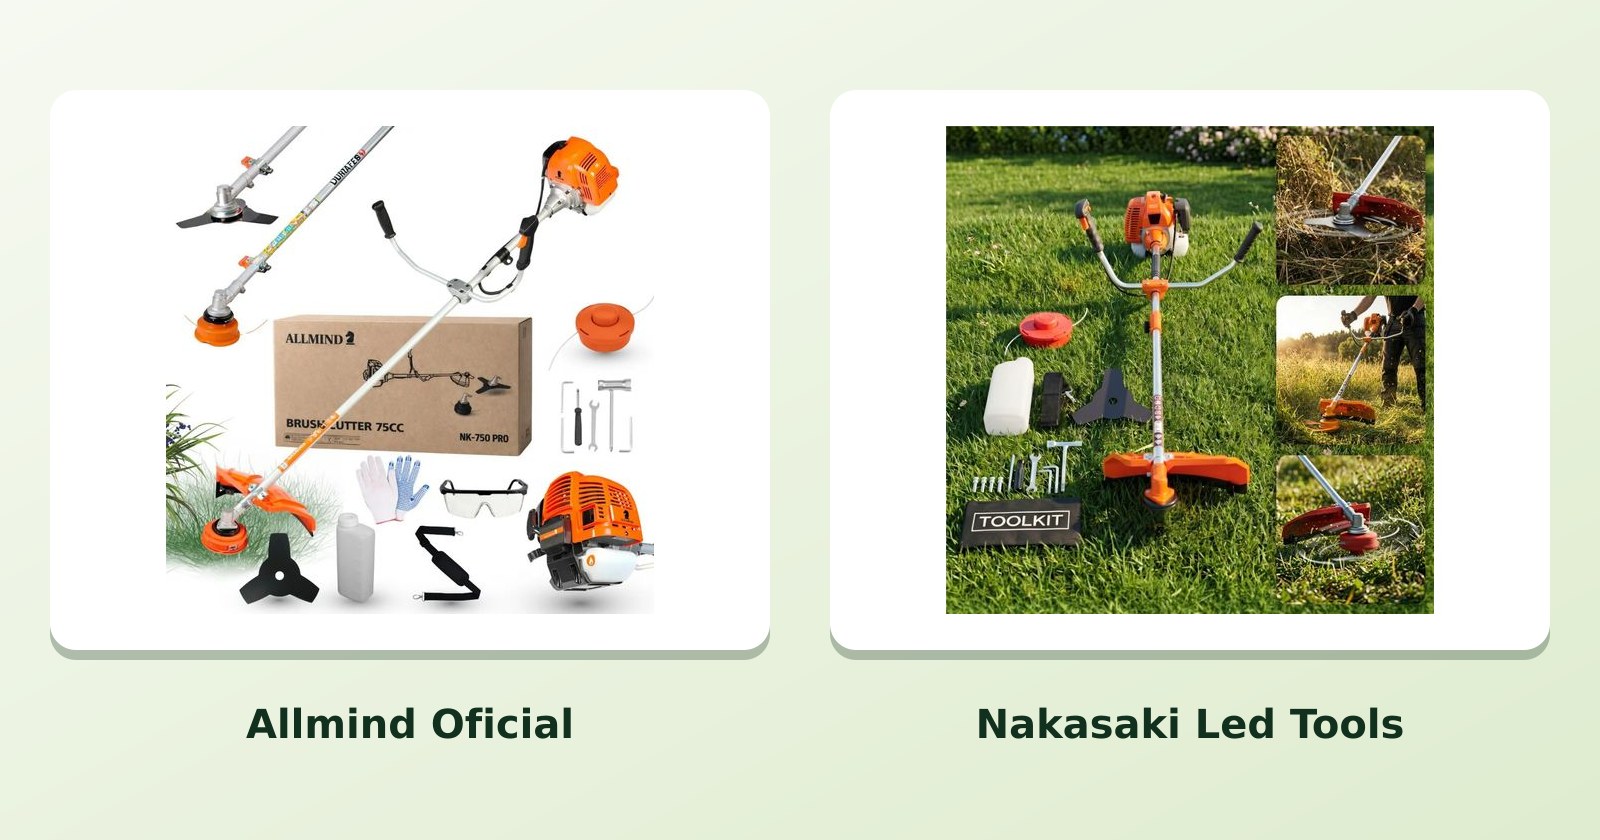 ALLMIND
BRUSH CUTTER 75CC
NK-750 PRO
TOOLKIT
Allmind Oficial
Nakasaki Led Tools